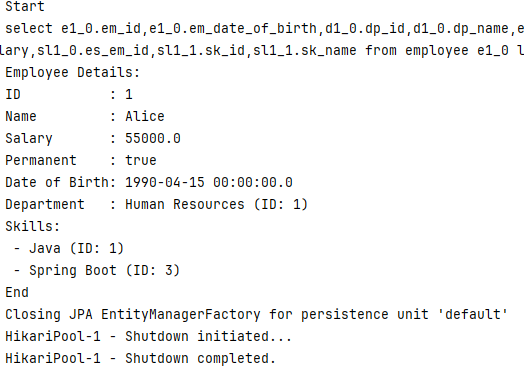 Start
select e1_0.em_id,e1_0.em_date_of_birth,d1_0.dp_id,d1_0.dp_name,e
lary,sl1_0.es_em_id,sl1_1.sk_id,sl1_1.sk_name from employee e1_0 l
Employee Details:
ID           : 1
Name         : Alice
Salary       : 55000.0
Permanent    : true
Date of Birth: 1990-04-15 00:00:00.0
Department   : Human Resources (ID: 1)
Skills:
 - Java (ID: 1)
 - Spring Boot (ID: 3)
End
Closing JPA EntityManagerFactory for persistence unit 'default'
HikariPool-1 - Shutdown initiated...
HikariPool-1 - Shutdown completed.